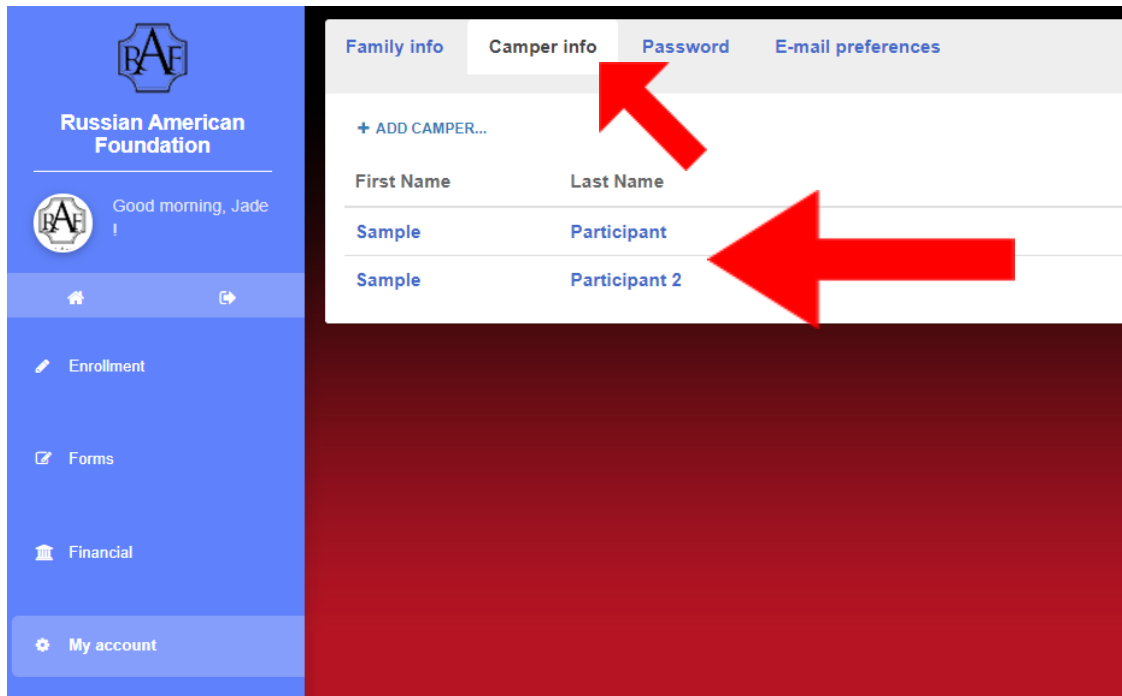 RAF
Russian American
Foundation
RAF
Good morning, Jade
!
Enrollment
Forms
Financial
My account
Family info Camper info Password E-mail preferences
+ ADD CAMPER...
First Name Last Name
Sample Participant
Sample Participant 2